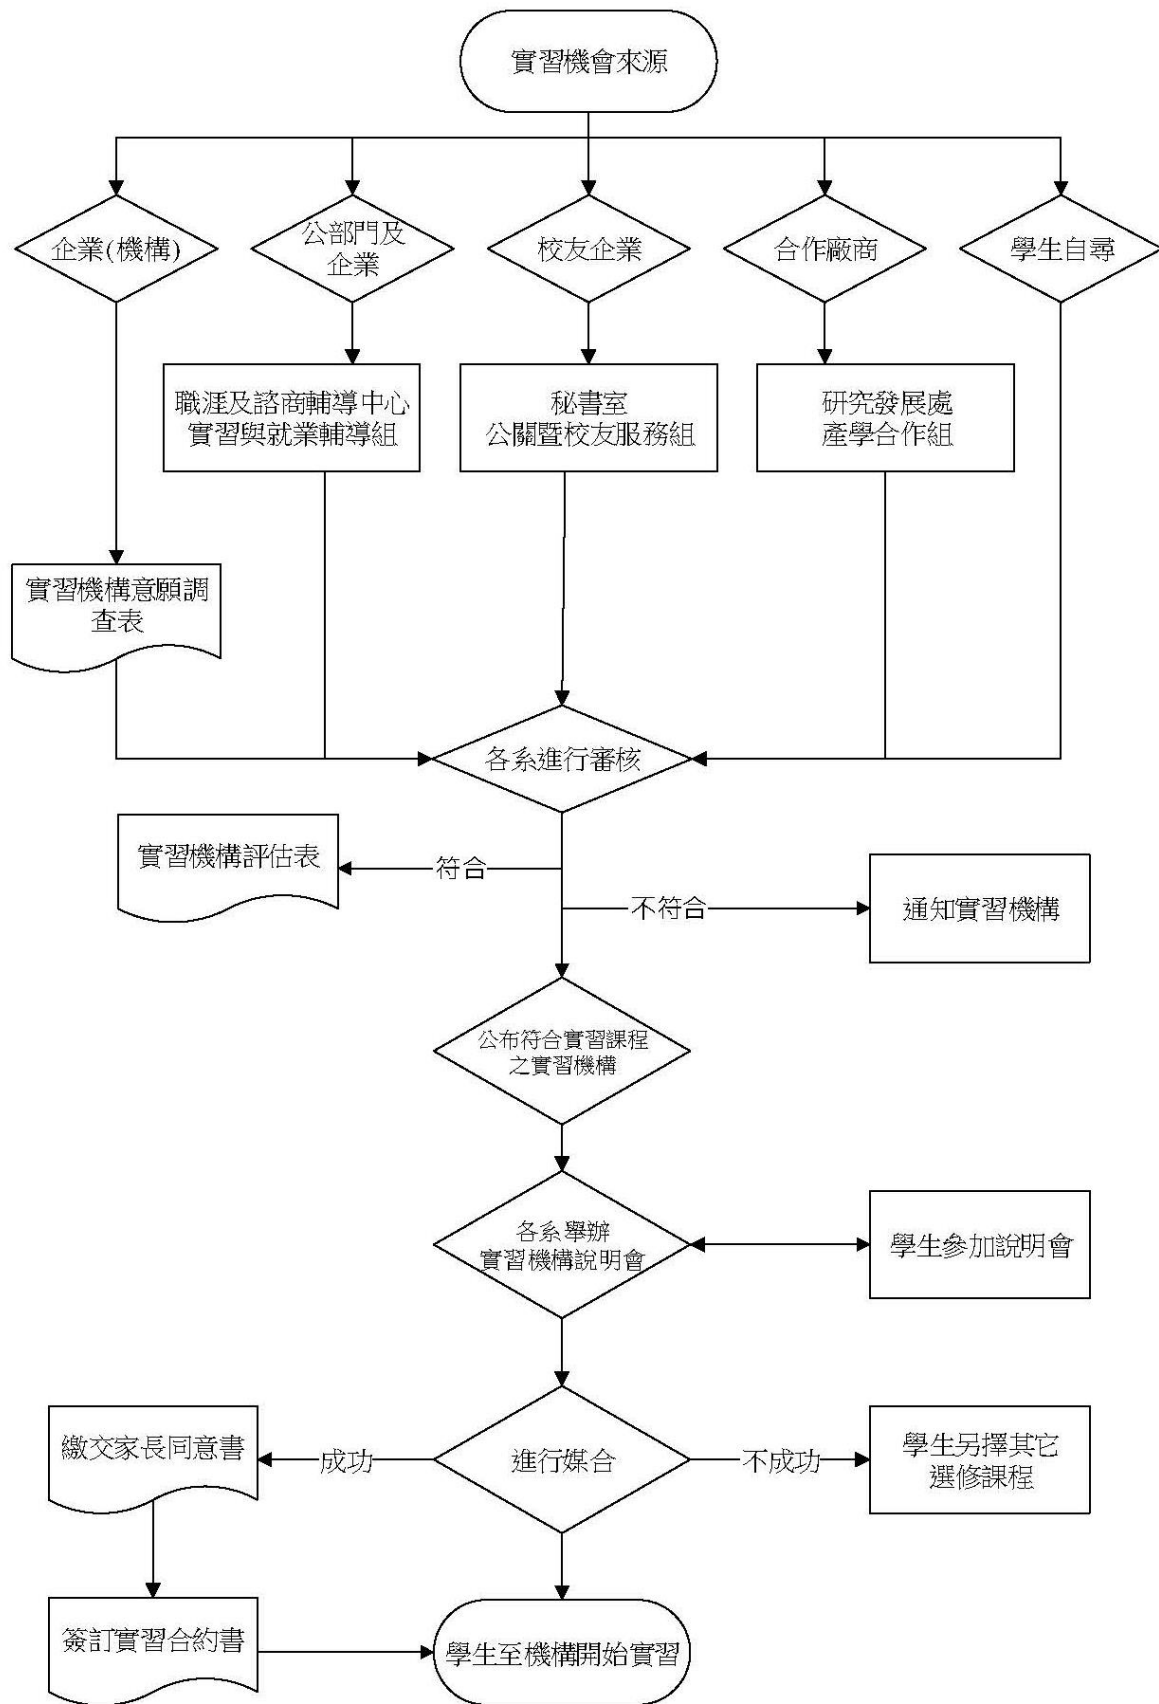 實習機會來源
企業(機構)
公部門及
企業
校友企業
合作廠商
學生自尋
職涯及諮商輔導中心
實習與就業輔導組
秘書室
公關暨校友服務組
研究發展處
產學合作組
實習機構意願調
查表
各系進行審核
實習機構評估表
符合
不符合
通知實習機構
公布符合實習課程
之實習機構
各系舉辦
實習機構說明會
學生參加說明會
繳交家長同意書
成功
進行媒合
不成功
學生另擇其它
選修課程
簽訂實習合約書
學生至機構開始實習